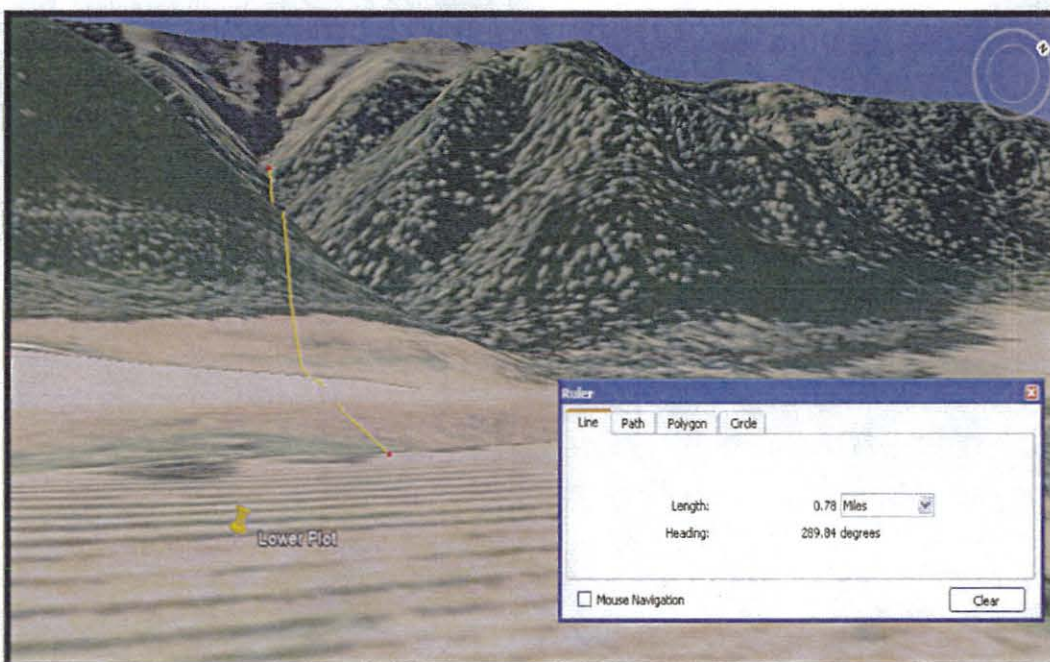 N
Ruler
Line Path Polygon Circle
Length: 0.78 Miles
Heading: 289.84 degrees
Mouse Navigation
Clear
Lower Plot